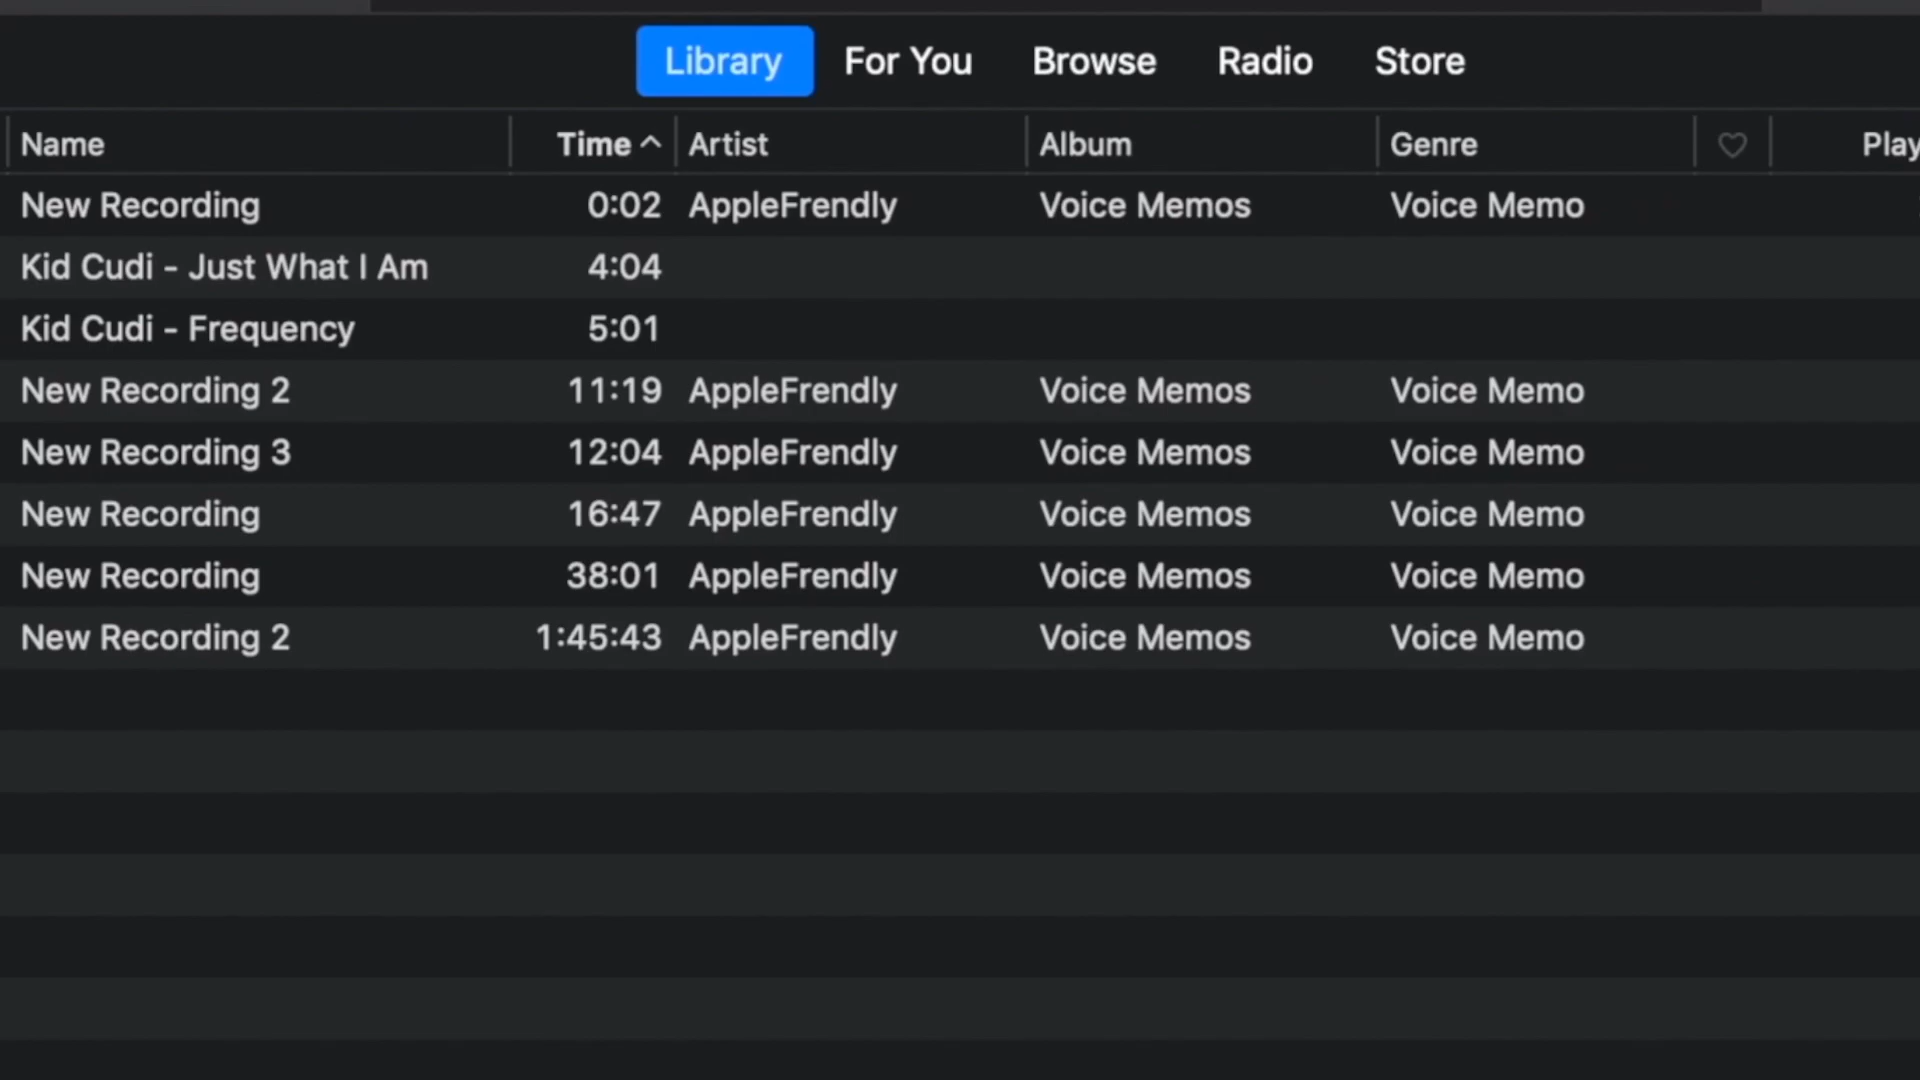 Library For You Browse Radio Store
Name Time Artist Album Genre Play
New Recording 0:02 AppleFrendly Voice Memos Voice Memo
Kid Cudi - Just What I Am 4:04
Kid Cudi - Frequency 5:01
New Recording 2 11:19 AppleFrendly Voice Memos Voice Memo
New Recording 3 12:04 AppleFrendly Voice Memos Voice Memo
New Recording 16:47 AppleFrendly Voice Memos Voice Memo
New Recording 38:01 AppleFrendly Voice Memos Voice Memo
New Recording 2 1:45:43 AppleFrendly Voice Memos Voice Memo